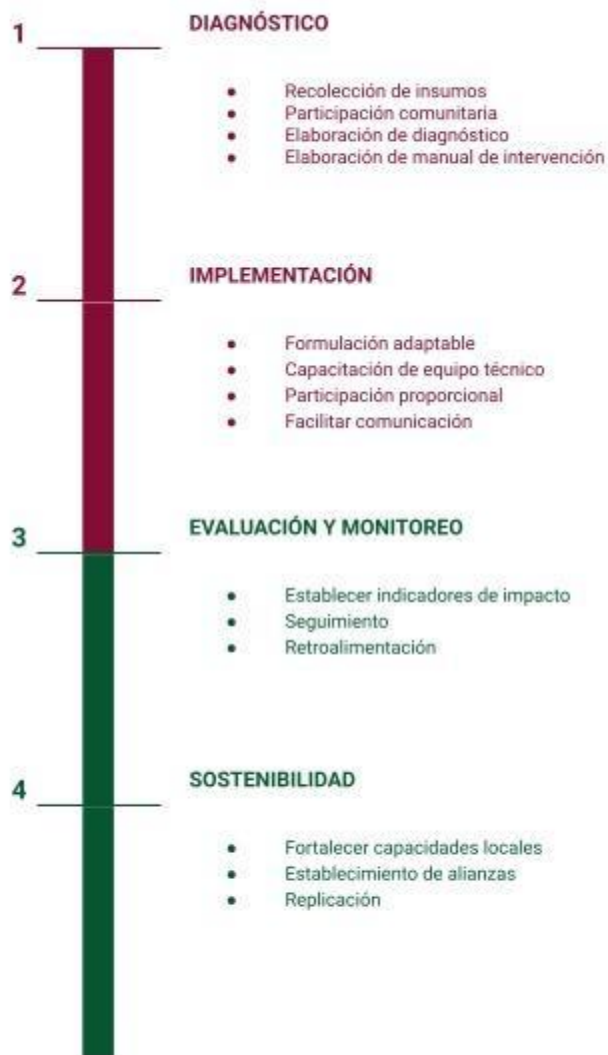 1
DIAGNÓSTICO
● Recolección de insumos
● Participación comunitaria
● Elaboración de diagnóstico
● Elaboración de manual de intervención
2
IMPLEMENTACIÓN
● Formulación adaptable
● Capacitación de equipo técnico
● Participación proporcional
● Facilitar comunicación
3
EVALUACIÓN Y MONITOREO
● Establecer indicadores de impacto
● Seguimiento
● Retroalimentación
4
SOSTENIBILIDAD
● Fortalecer capacidades locales
● Establecimiento de alianzas
● Replicación